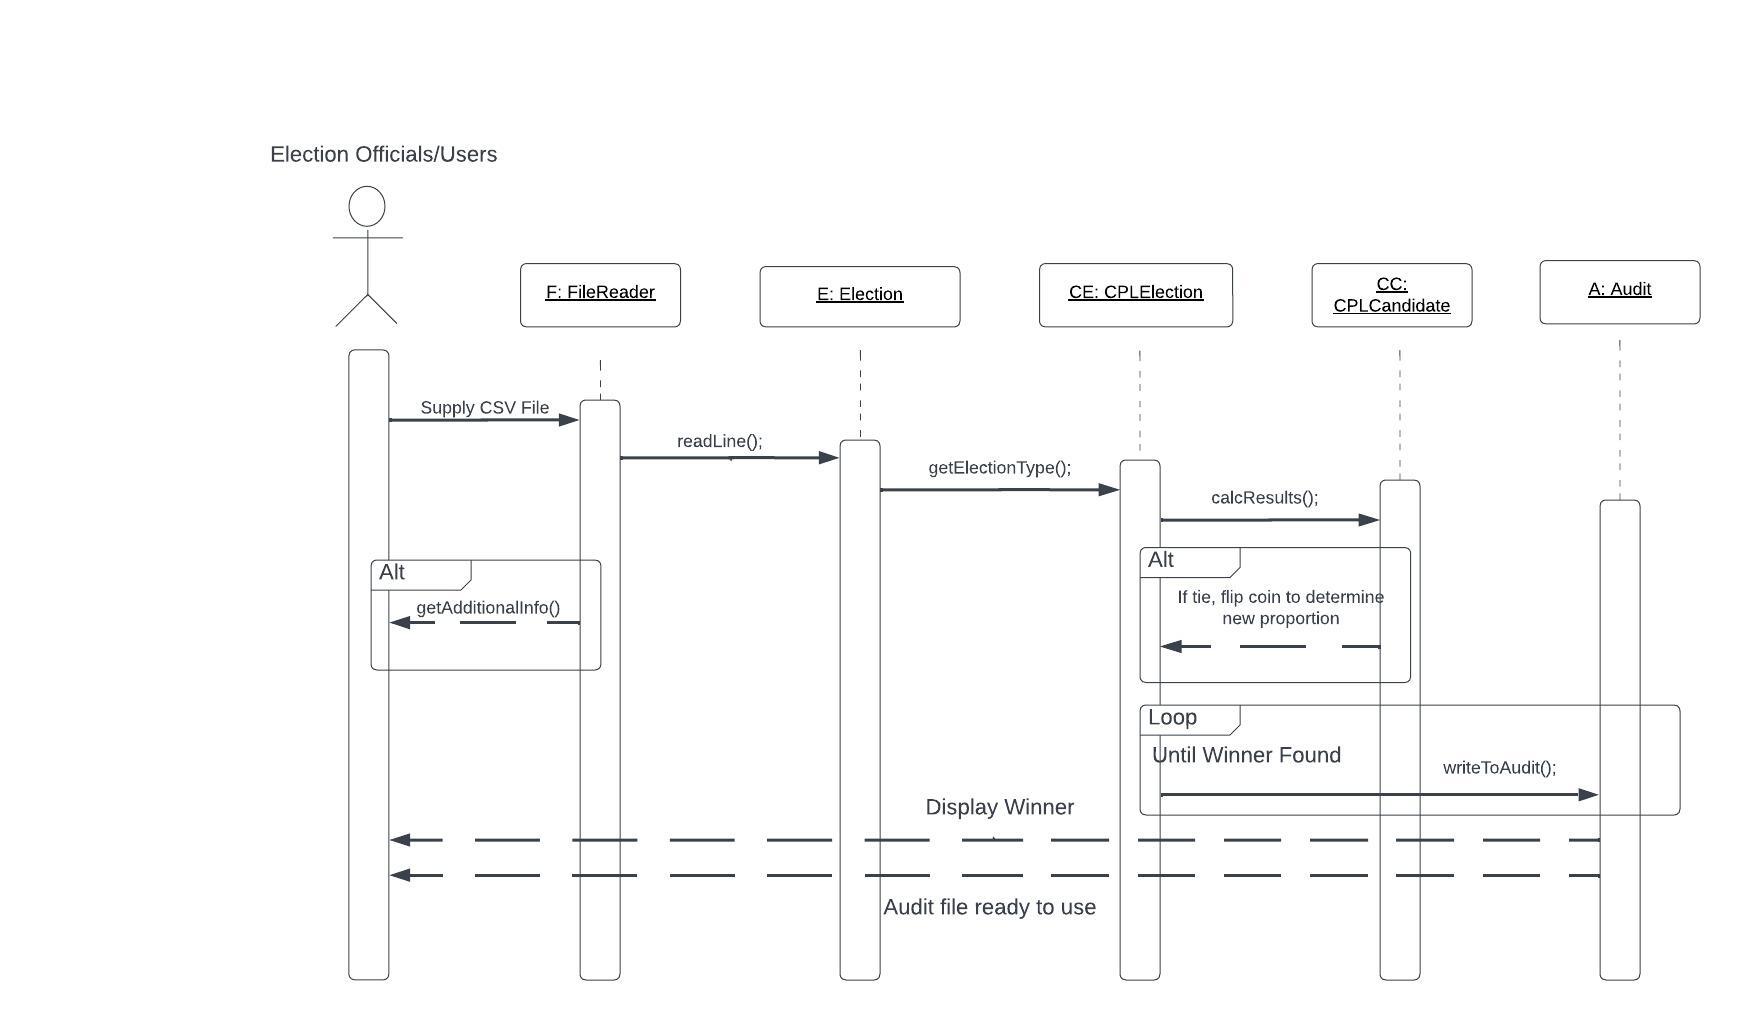 Election Officials/Users
F: FileReader
E: Election
CE: CPLElection
CC:
CPLCandidate
A: Audit
Supply CSV File
readLine();
getElectionType();
calcResults();
Alt
getAdditionalInfo()
Alt
If tie, flip coin to determine
new proportion
Loop
Until Winner Found
writeToAudit();
Display Winner
Audit file ready to use